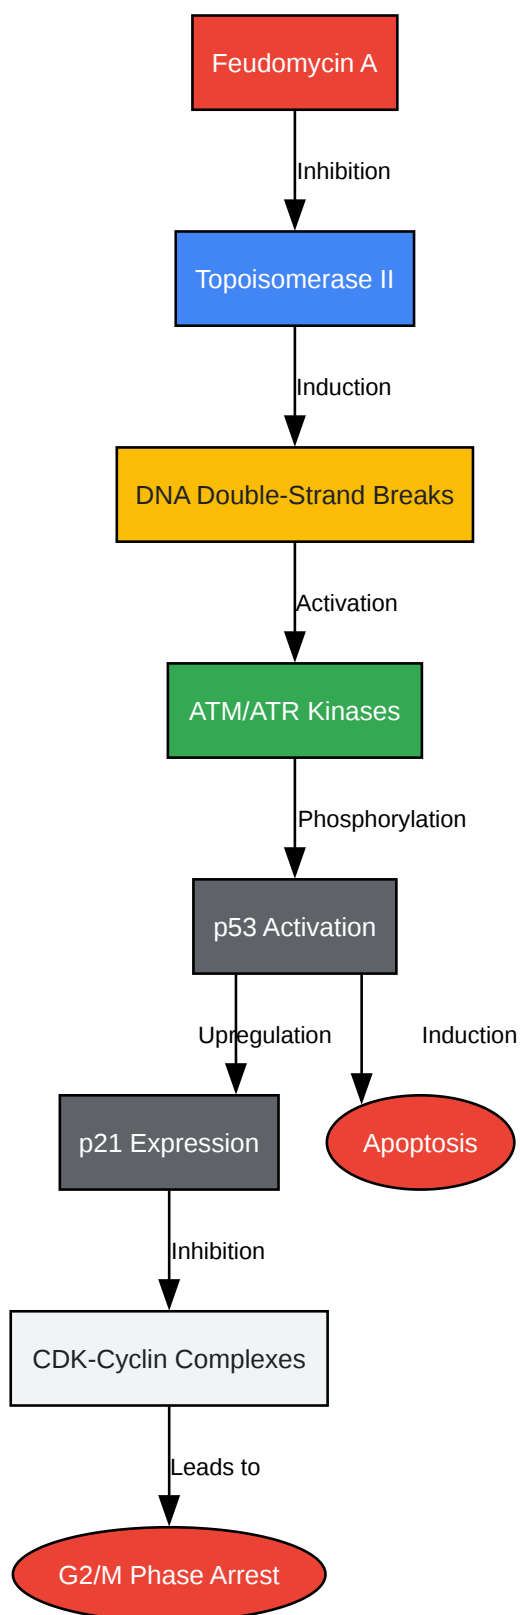 Feudomycin A
Inhibition
Topoisomerase II
Induction
DNA Double-Strand Breaks
Activation
ATM/ATR Kinases
Phosphorylation
p53 Activation
Upregulation
Induction
p21 Expression
Apoptosis
Inhibition
CDK-Cyclin Complexes
Leads to
G2/M Phase Arrest